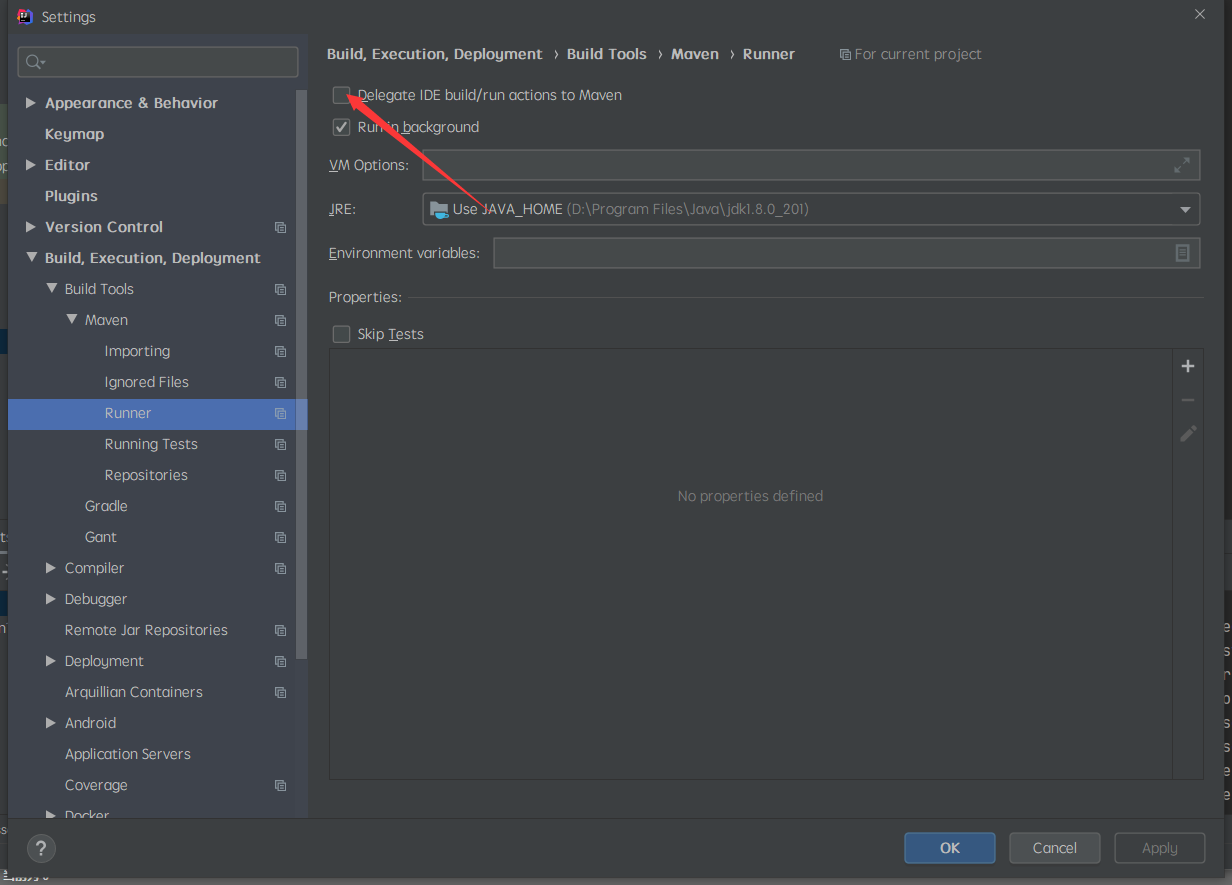 Settings
Build, Execution, Deployment › Build Tools › Maven › Runner For current project
Appearance & Behavior
Keymap
Editor
Plugins
Version Control
Build, Execution, Deployment
Build Tools
Maven
Importing
Ignored Files
Runner
Running Tests
Repositories
Gradle
Gant
Compiler
Debugger
Remote Jar Repositories
Deployment
Arquillian Containers
Android
Application Servers
Coverage
Docker
Delegate IDE build/run actions to Maven
Run in background
VM Options:
JRE: Use JAVA_HOME (D:\Program Files\Java\jdk1.8.0_201)
Environment variables:
Properties:
Skip Tests
No properties defined
?
OK Cancel Apply